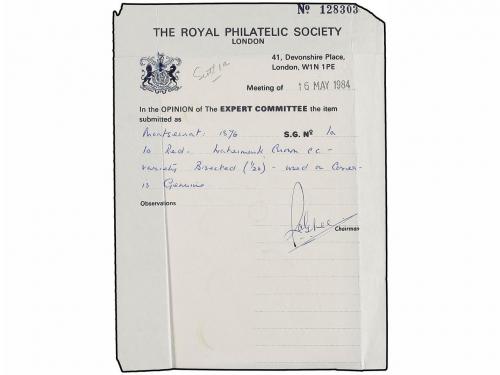 Nº 128303
THE ROYAL PHILATELIC SOCIETY
LONDON
41, Devonshire Place,
London, W1N 1PE
Scott 1a
Meeting of 16 MAY 1984
In the OPINION of The EXPERT COMMITTEE the item
submitted as
Montserrat: 1876 S.G. Nº 1a
1d Red - Watermark Crown C.C. -
variety Bisected (½d) - used on Cover -
is Genuine
Observations
Chairman